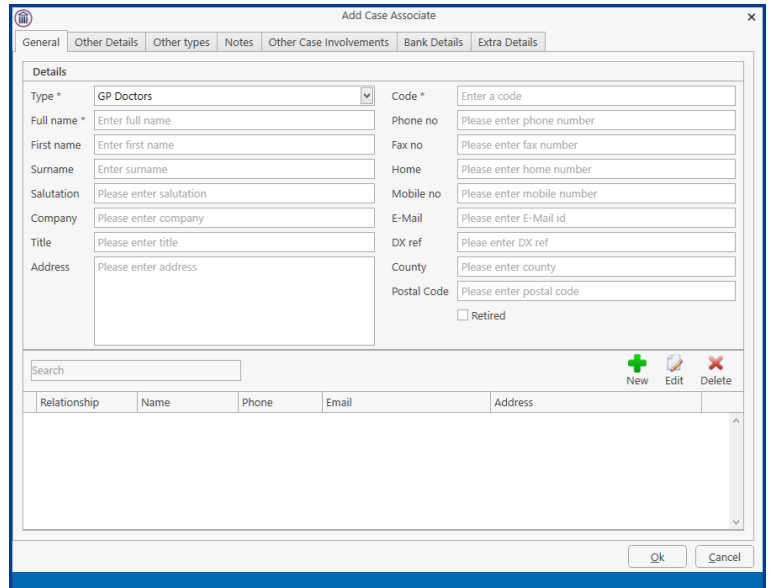 Add Case Associate
General Other Details Other types Notes Other Case Involvements Bank Details Extra Details
Details
Type * GP Doctors Code * Enter a code
Full name * Enter full name Phone no Please enter phone number
First name Enter first name Fax no Please enter fax number
Surname Enter surname Home Please enter home number
Salutation Please enter salutation Mobile no Please enter mobile number
Company Please enter company E-Mail Please enter E-Mail id
Title Please enter title DX ref Pleae enter DX ref
Address Please enter address County Please enter county
Postal Code Please enter postal code
Retired
Search
New Edit Delete
Relationship Name Phone Email Address
Ok Cancel